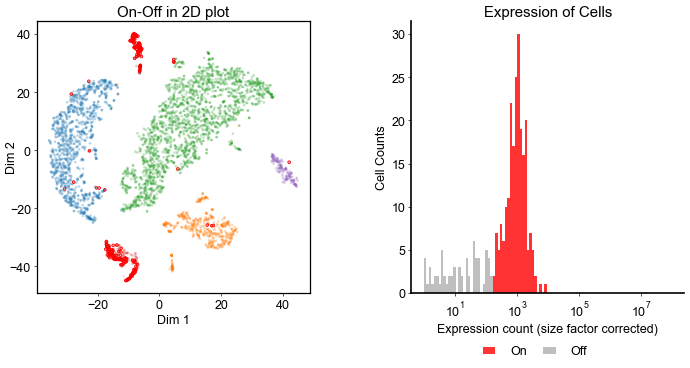 On-Off in 2D plot
40
20
0
−20
−40
−20
0
20
40
Dim 2
Dim 1
Expression of Cells
30
25
20
15
10
5
0
10^1
10^3
10^5
10^7
Cell Counts
Expression count (size factor corrected)
On
Off